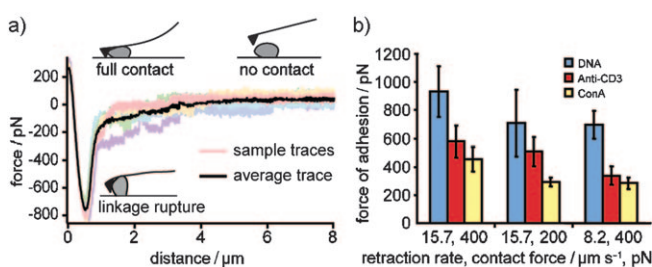 a)
full contact
no contact
200
0
-200
-400
-600
-800
force / pN
sample traces
average trace
linkage rupture
0 2 4 6 8
distance / μm
b)
DNA
Anti-CD3
ConA
1200
1000
800
600
400
200
0
force of adhesion / pN
15.7, 400 15.7, 200 8.2, 400
retraction rate, contact force / μm s⁻¹, pN